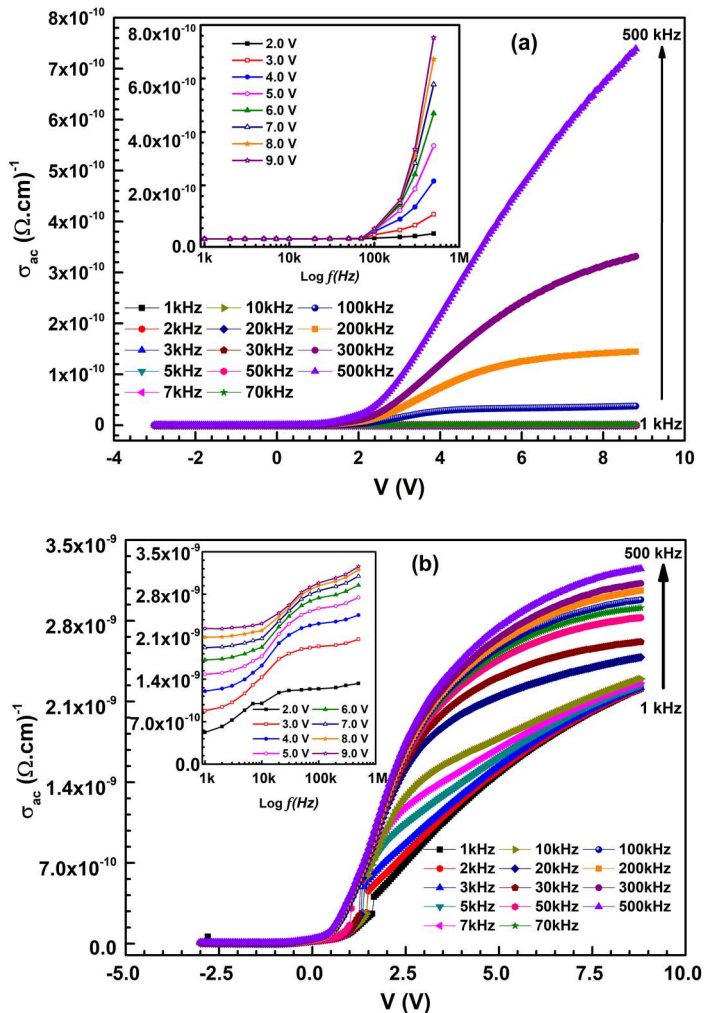 (a)
500 kHz
8x10-10
7x10-10
6x10-10
5x10-10
4x10-10
3x10-10
2x10-10
1x10-10
0
σac (Ω.cm)-1
8.0x10-10
6.0x10-10
4.0x10-10
2.0x10-10
0.0
2.0 V
3.0 V
4.0 V
5.0 V
6.0 V
7.0 V
8.0 V
9.0 V
1k 10k 100k 1M
Log f(Hz)
1kHz 10kHz 100kHz
2kHz 20kHz 200kHz
3kHz 30kHz 300kHz
5kHz 50kHz 500kHz
7kHz 70kHz
1 kHz
-4 -2 0 2 4 6 8 10
V (V)
(b)
500 kHz
3.5x10-9
2.8x10-9
2.1x10-9
1.4x10-9
7.0x10-10
0.0
σac (Ω.cm)-1
3.5x10-9
2.8x10-9
2.1x10-9
1.4x10-9
7.0x10-10
0.0
2.0 V 6.0 V
3.0 V 7.0 V
4.0 V 8.0 V
5.0 V 9.0 V
1k 10k 100k 1M
Log f(Hz)
1 kHz
1kHz 10kHz 100kHz
2kHz 20kHz 200kHz
3kHz 30kHz 300kHz
5kHz 50kHz 500kHz
7kHz 70kHz
-5.0 -2.5 0.0 2.5 5.0 7.5 10.0
V (V)